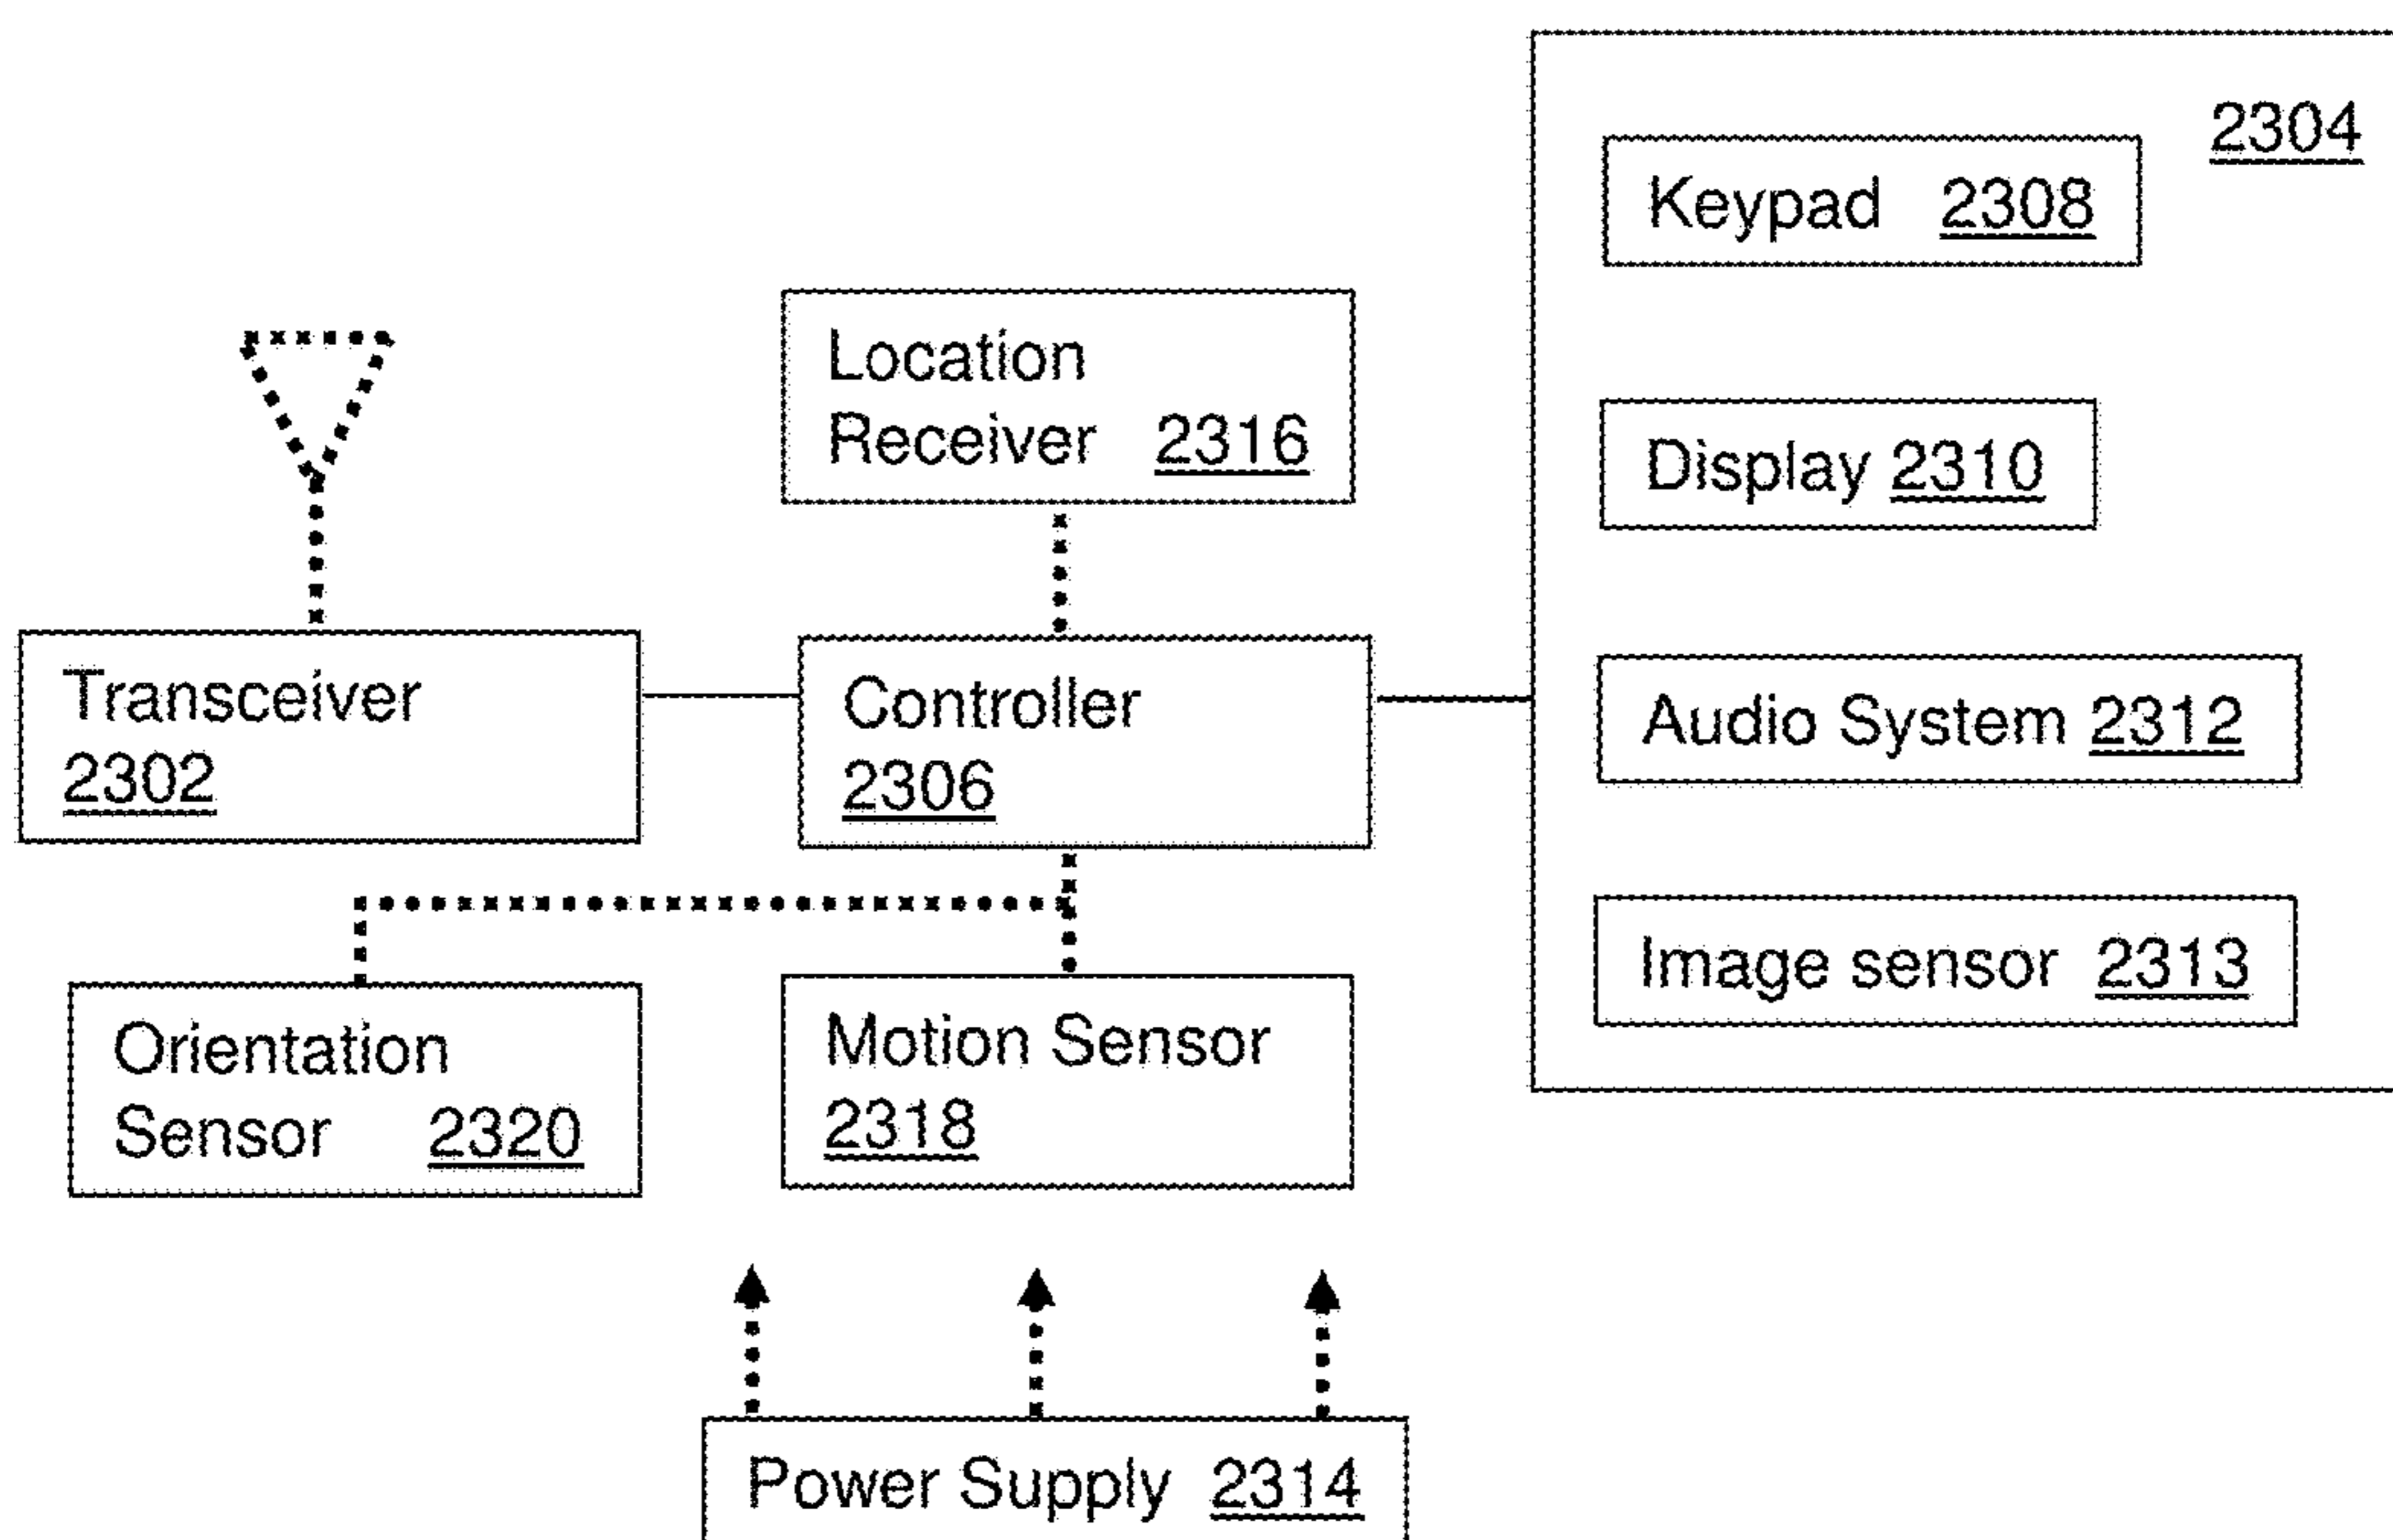 2304
Keypad 2308
Location
Receiver 2316
Display 2310
Transceiver
2302
Controller
2306
Audio System 2312
Image sensor 2313
Orientation
Sensor 2320
Motion Sensor
2318
Power Supply 2314